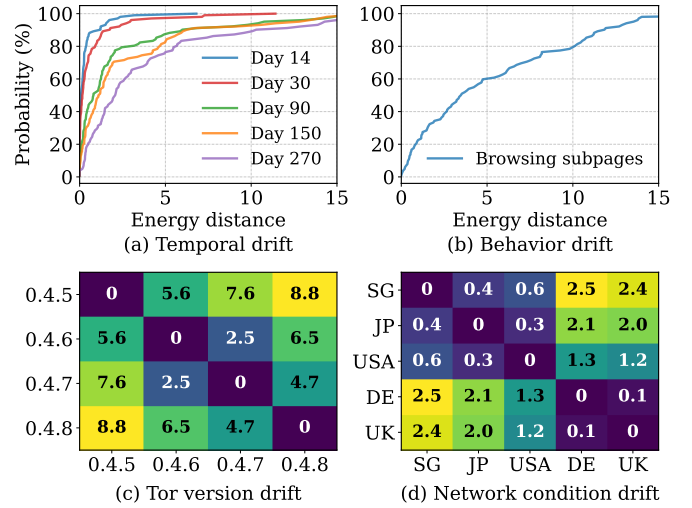 Probability (%)
100
80
60
40
20
0
Day 14
Day 30
Day 90
Day 150
Day 270
0 5 10 15
Energy distance
(a) Temporal drift
100
80
60
40
20
0
Browsing subpages
0 5 10 15
Energy distance
(b) Behavior drift
0.4.5 0 5.6 7.6 8.8
0.4.6 5.6 0 2.5 6.5
0.4.7 7.6 2.5 0 4.7
0.4.8 8.8 6.5 4.7 0
0.4.5 0.4.6 0.4.7 0.4.8
(c) Tor version drift
SG 0 0.4 0.6 2.5 2.4
JP 0.4 0 0.3 2.1 2.0
USA 0.6 0.3 0 1.3 1.2
DE 2.5 2.1 1.3 0 0.1
UK 2.4 2.0 1.2 0.1 0
SG JP USA DE UK
(d) Network condition drift